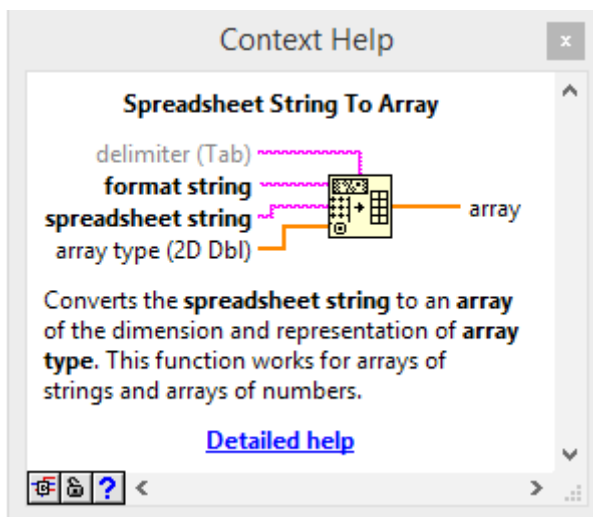 Context Help
x
Spreadsheet String To Array
delimiter (Tab)
format string
spreadsheet string
array type (2D Dbl)
array
Converts the spreadsheet string to an array
of the dimension and representation of array
type. This function works for arrays of
strings and arrays of numbers.
Detailed help
?